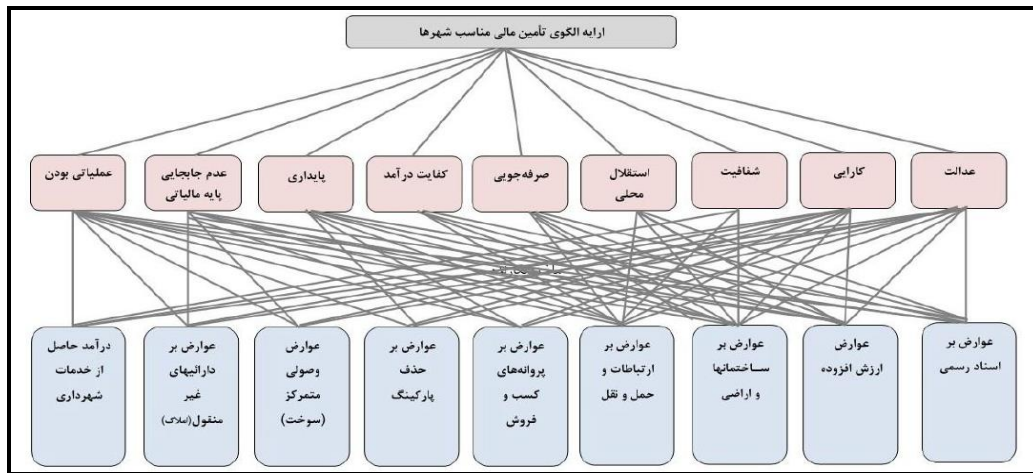 ارایه الگوی تأمین مالی مناسب شهرها
عدالت
کارایی
شفافیت
استقلال
محلی
صرفه‌جویی
کفایت درآمد
پایداری
عدم جابجایی
پایه مالیاتی
عملیاتی بودن
عوارض بر
اسناد رسمی
عوارض
ارزش افزوده
عوارض بر
ساختمانها
و اراضی
عوارض بر
ارتباطات و
حمل و نقل
عوارض بر
پروانه‌های
کسب و
فروش
عوارض بر
حذف
پارکینگ
عوارض
وصولی
متمرکز
(سوخت)
عوارض بر
دارائیهای
غیر
منقول(املاک)
درآمد حاصل
از خدمات
شهرداری